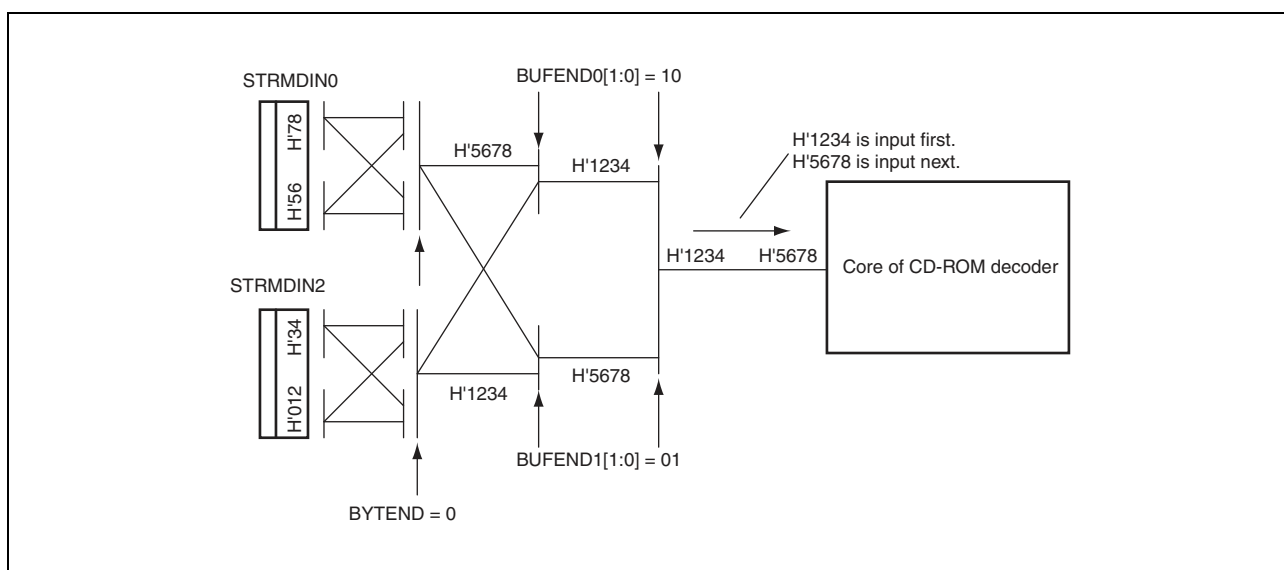 STRMDIN0
H'78
H'56
STRMDIN2
H'34
H'012
BYTEND = 0
H'5678
H'1234
BUFEND0[1:0] = 10
H'1234
H'5678
BUFEND1[1:0] = 01
H'1234 is input first.
H'5678 is input next.
H'1234 H'5678
Core of CD-ROM decoder